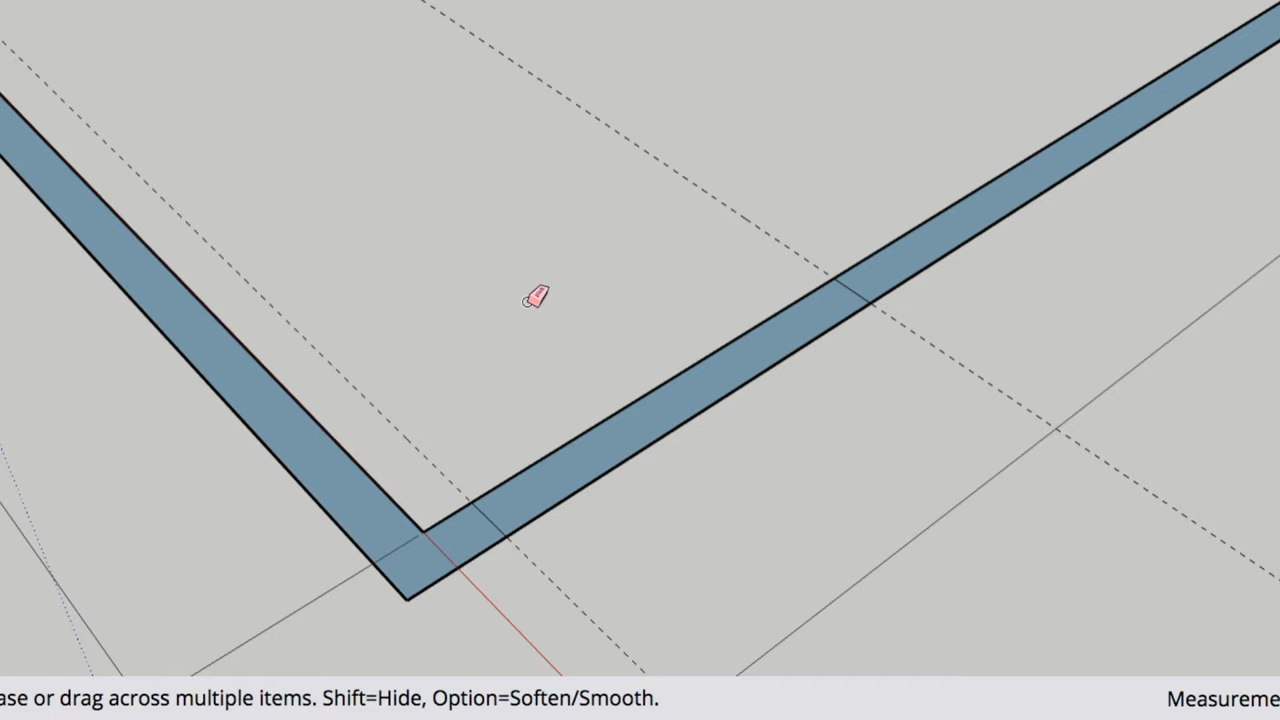 ase or drag across multiple items. Shift=Hide, Option=Soften/Smooth.
Measureme